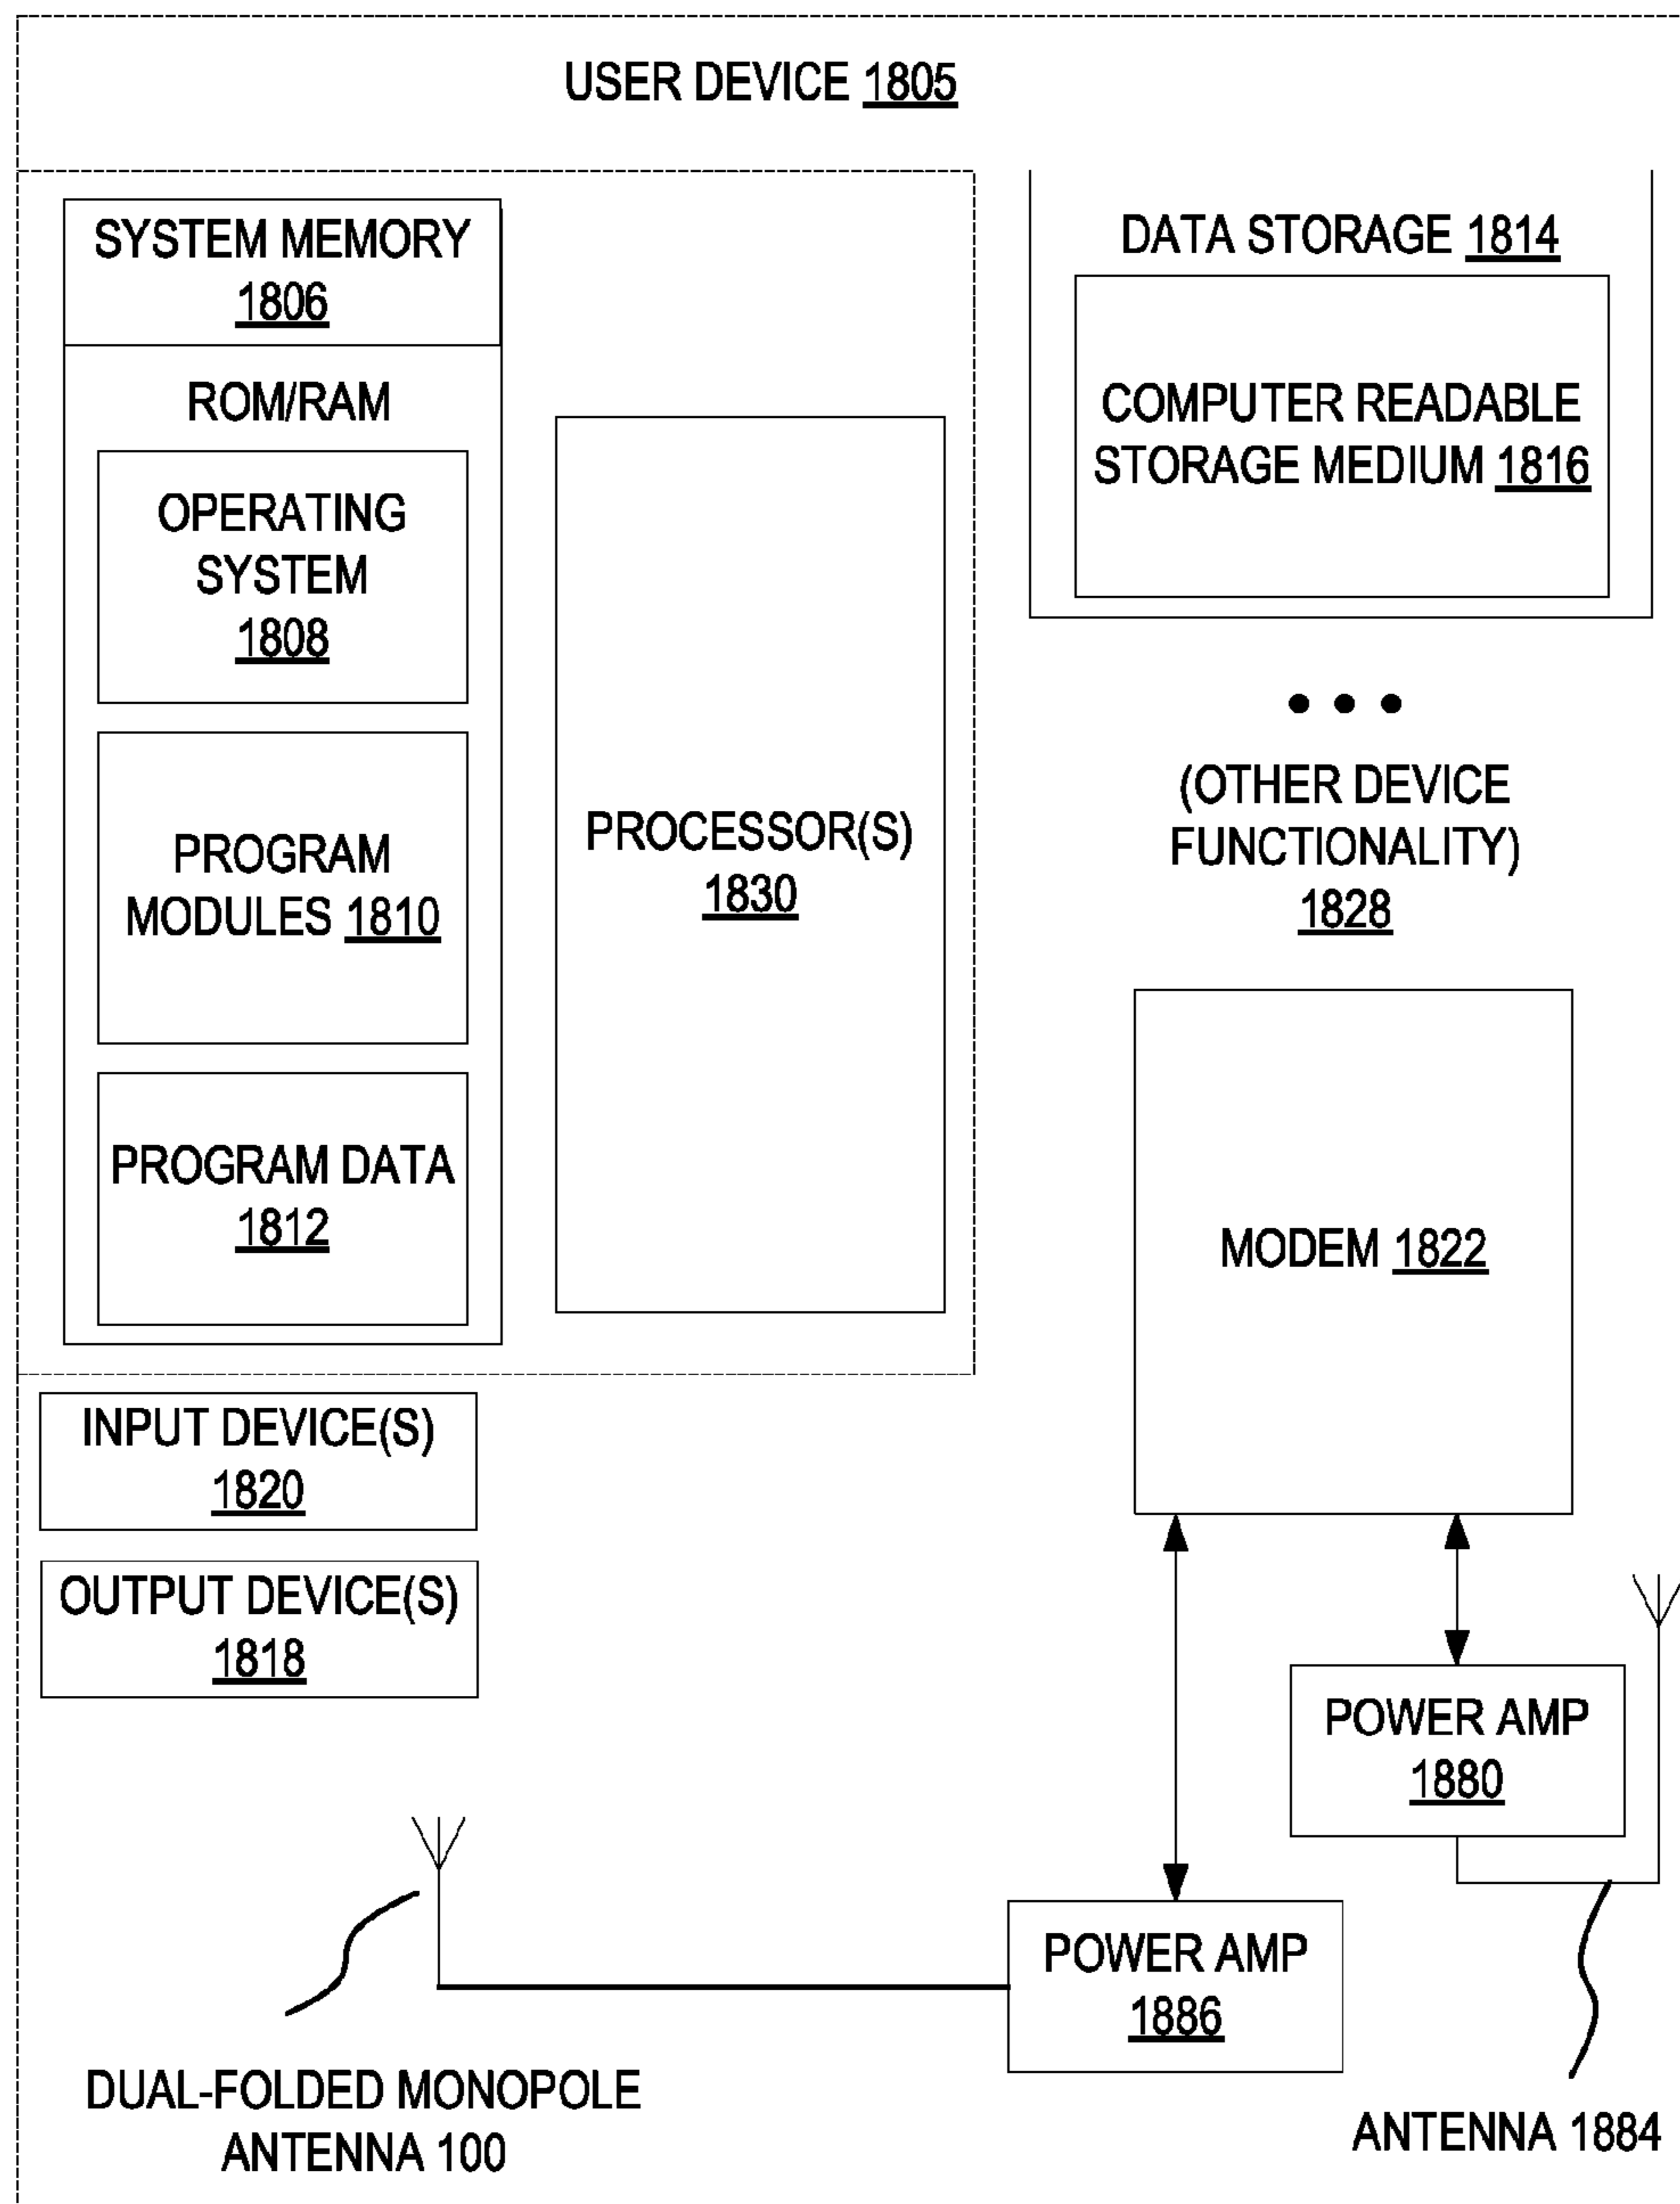 USER DEVICE 1805
SYSTEM MEMORY
1806
ROM/RAM
OPERATING
SYSTEM
1808
PROGRAM
MODULES 1810
PROGRAM DATA
1812
PROCESSOR(S)
1830
DATA STORAGE 1814
COMPUTER READABLE
STORAGE MEDIUM 1816
(OTHER DEVICE
FUNCTIONALITY)
1828
MODEM 1822
INPUT DEVICE(S)
1820
OUTPUT DEVICE(S)
1818
POWER AMP
1880
POWER AMP
1886
DUAL-FOLDED MONOPOLE
ANTENNA 100
ANTENNA 1884